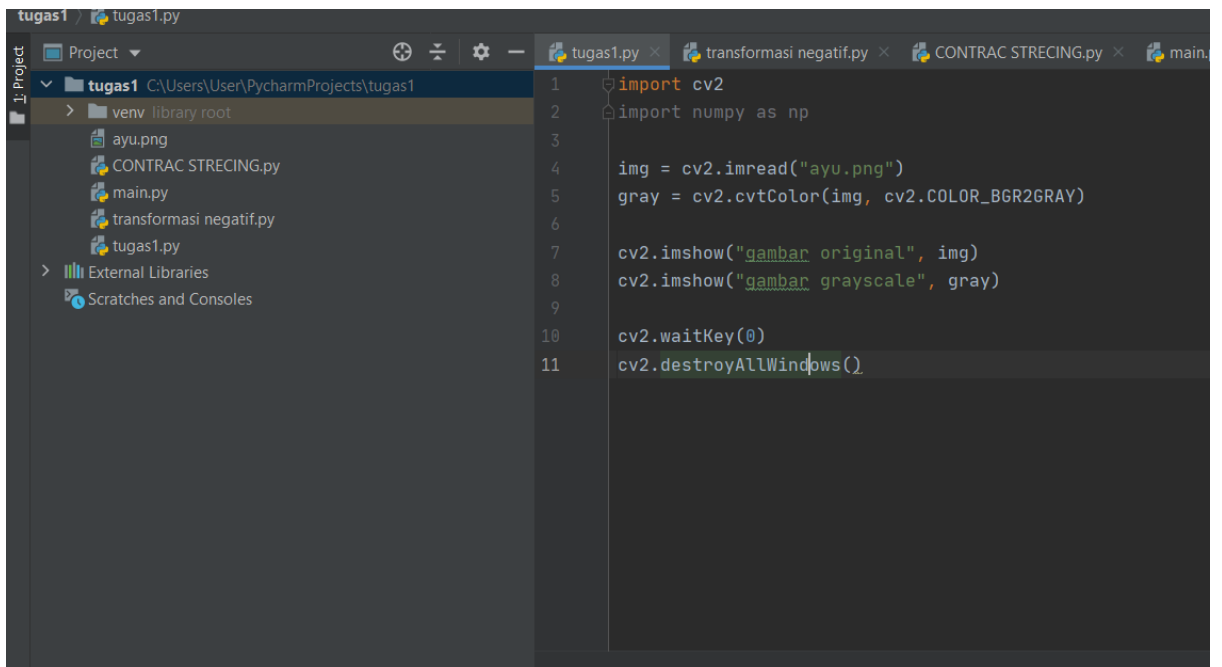 tugas1 tugas1.py
1: Project
Project
tugas1 C:\Users\User\PycharmProjects\tugas1
venv library root
ayu.png
CONTRAC STRECING.py
main.py
transformasi negatif.py
tugas1.py
External Libraries
Scratches and Consoles
tugas1.py transformasi negatif.py CONTRAC STRECING.py main.
1 import cv2
2 import numpy as np
3
4 img = cv2.imread("ayu.png")
5 gray = cv2.cvtColor(img, cv2.COLOR_BGR2GRAY)
6
7 cv2.imshow("gambar original", img)
8 cv2.imshow("gambar grayscale", gray)
9
10 cv2.waitKey(0)
11 cv2.destroyAllWindows()